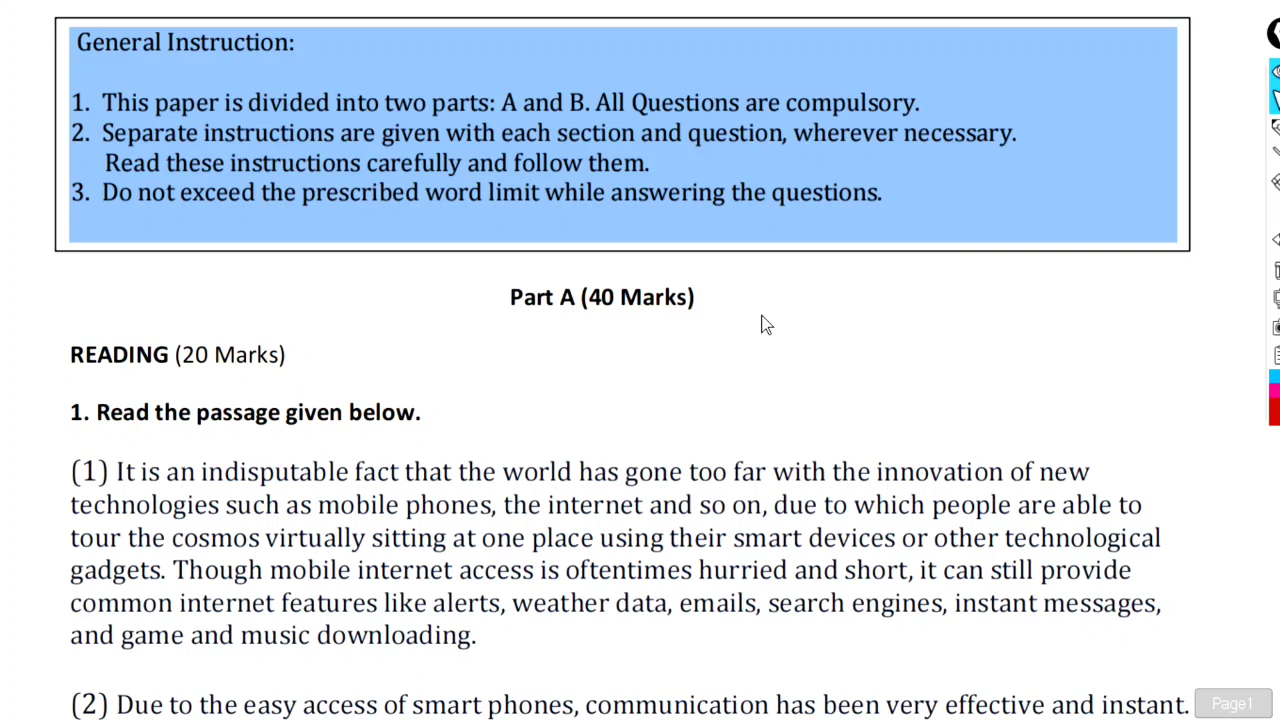 General Instruction:
1. This paper is divided into two parts: A and B. All Questions are compulsory.
2. Separate instructions are given with each section and question, wherever necessary.
Read these instructions carefully and follow them.
3. Do not exceed the prescribed word limit while answering the questions.
Part A (40 Marks)
READING (20 Marks)
1. Read the passage given below.
(1) It is an indisputable fact that the world has gone too far with the innovation of new
technologies such as mobile phones, the internet and so on, due to which people are able to
tour the cosmos virtually sitting at one place using their smart devices or other technological
gadgets. Though mobile internet access is oftentimes hurried and short, it can still provide
common internet features like alerts, weather data, emails, search engines, instant messages,
and game and music downloading.
(2) Due to the easy access of smart phones, communication has been very effective and instant.
Page1